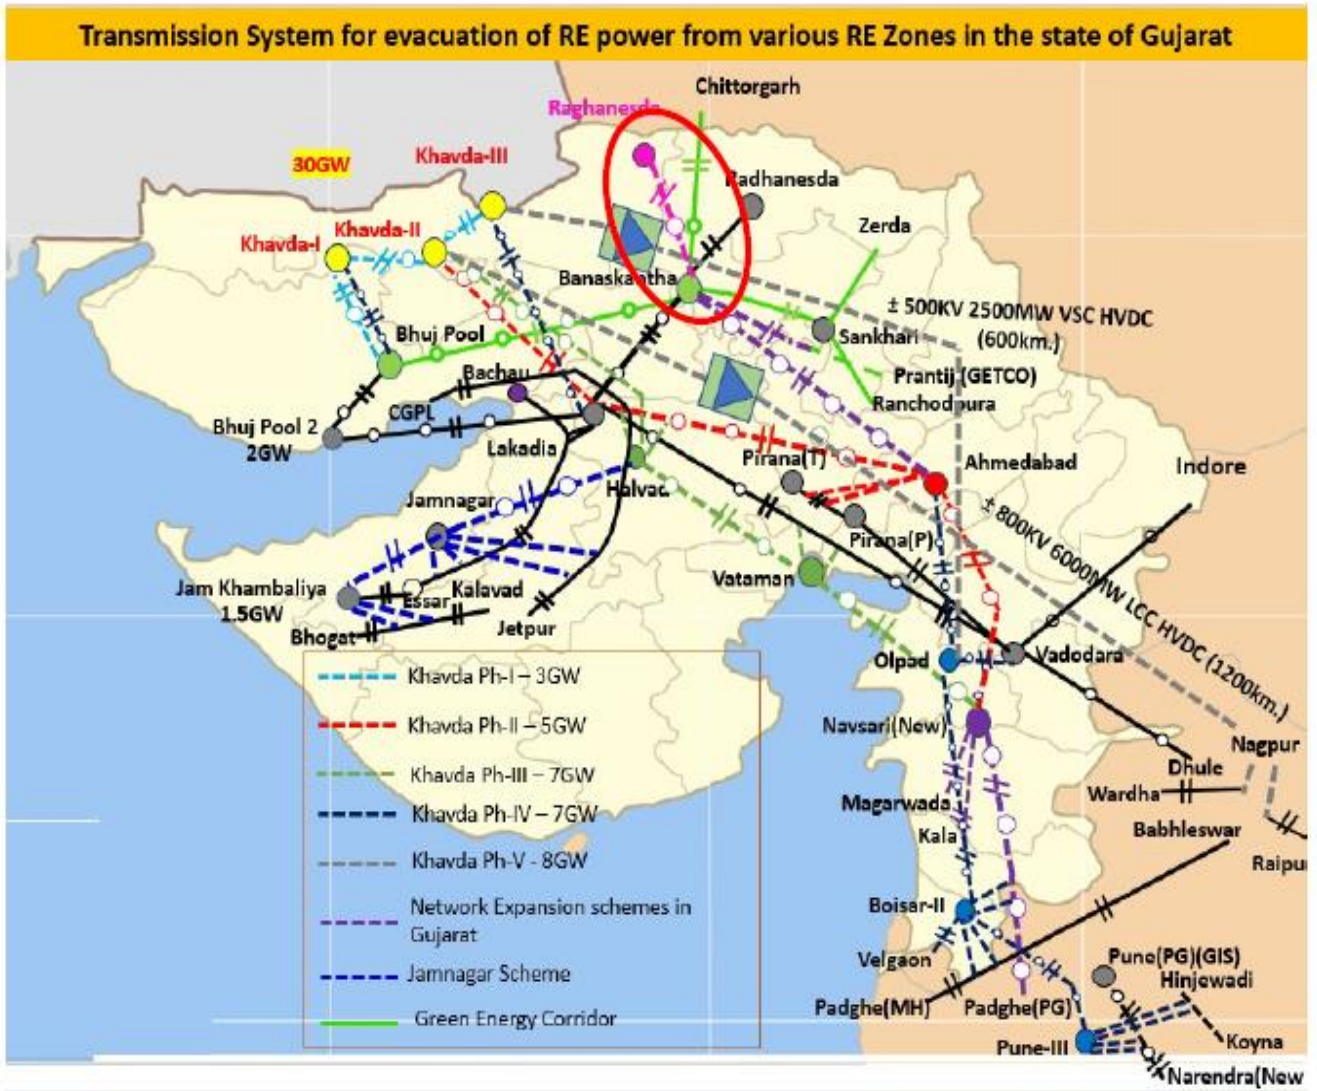 Transmission System for evacuation of RE power from various RE Zones in the state of Gujarat
Chittorgarh
Raghanesda
30GW
Khavda-III
Radhanesda
Khavda-I
Khavda-II
Zerda
Banaskantha
± 500KV 2500MW VSC HVDC
(600km.)
Bhuj Pool
Sankhari
Bachau
Prantij (GETCO)
Ranchodpura
CGPL
Bhuj Pool 2
2GW
Lakadia
Pirana(T)
Ahmedabad
Indore
Jamnagar
Halvad
± 800KV 6000MW LCC HVDC (1200km.)
Pirana(P)
Vataman
Jam Khambaliya
1.5GW
Essar
Kalavad
Bhogat
Jetpur
Olpad
Vadodara
Khavda Ph-I – 3GW
Khavda Ph-II – 5GW
Khavda Ph-III – 7GW
Khavda Ph-IV – 7GW
Khavda Ph-V - 8GW
Network Expansion schemes in
Gujarat
Jamnagar Scheme
Green Energy Corridor
Navsari(New)
Nagpur
Dhule
Wardha
Magarwada
Kala
Babhleswar
Raipur
Boisar-II
Velgaon
Pune(PG)(GIS)
Hinjewadi
Padghe(MH)
Padghe(PG)
Pune-III
Koyna
Narendra(New